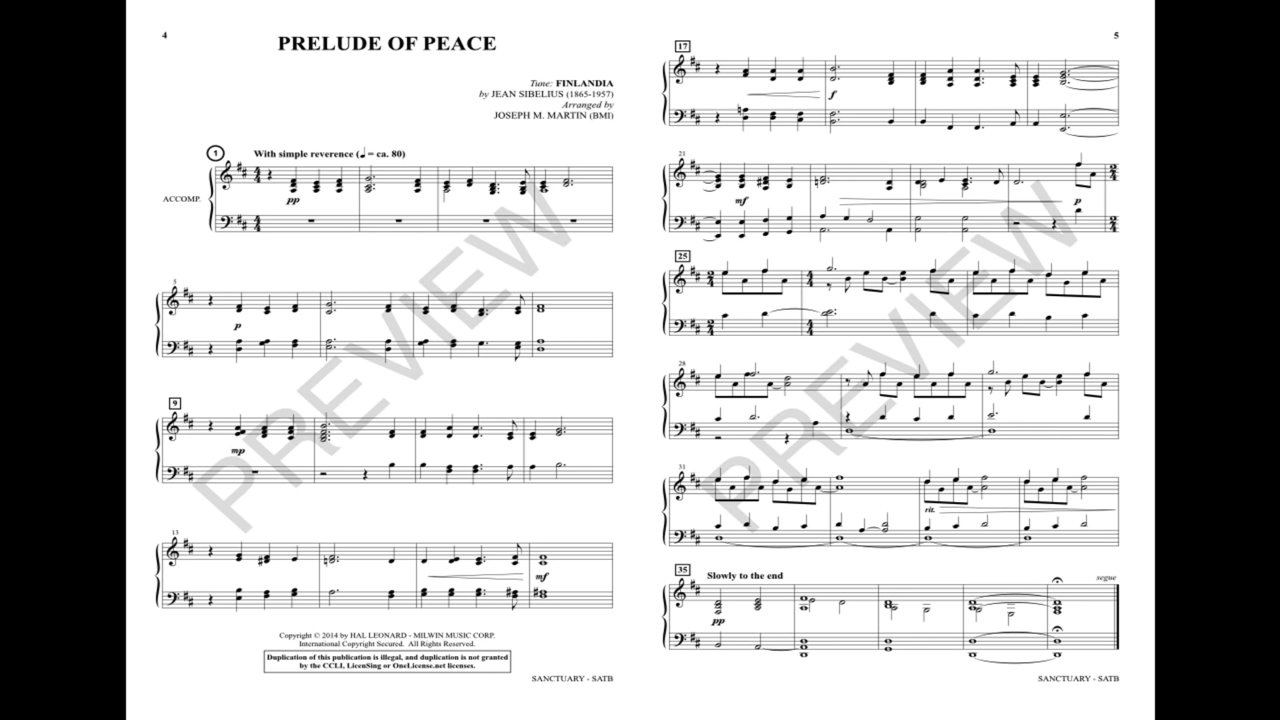 4
PRELUDE OF PEACE
Tune: FINLANDIA
by JEAN SIBELIUS (1865-1957)
Arranged by
JOSEPH M. MARTIN (BMI)
1
With simple reverence (♩ = ca. 80)
ACCOMP.
pp
5
p
9
mp
13
mf
Copyright © 2014 by HAL LEONARD - MILWIN MUSIC CORP.
International Copyright Secured. All Rights Reserved.
Duplication of this publication is illegal, and duplication is not granted
by the CCLI, LicenSing or OneLicense.net licenses.
SANCTUARY - SATB
PREVIEW
5
17
f
21
mf
p
25
28
31
rit.
35
Slowly to the end
segue
pp
SANCTUARY - SATB
PREVIEW